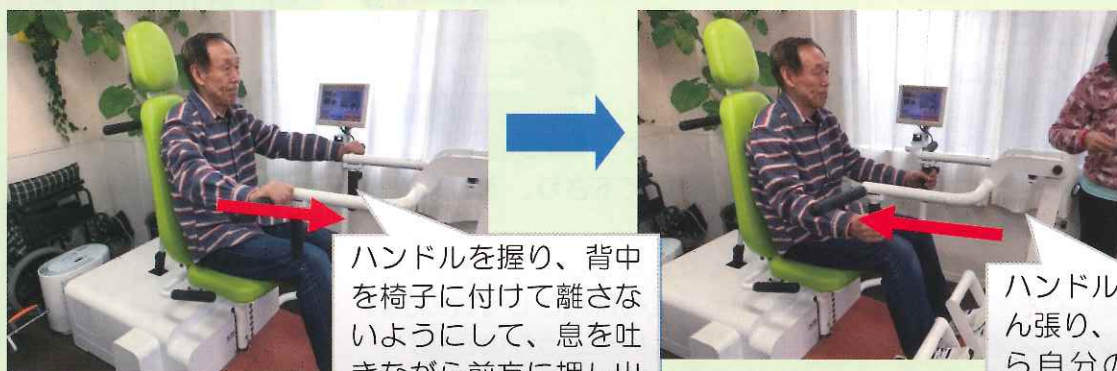 ハンドルを握り、背中
を椅子に付けて離さな
いようにして、息を吐
きながら前方に押し出
ハンドル
ん張り、
ら自分の